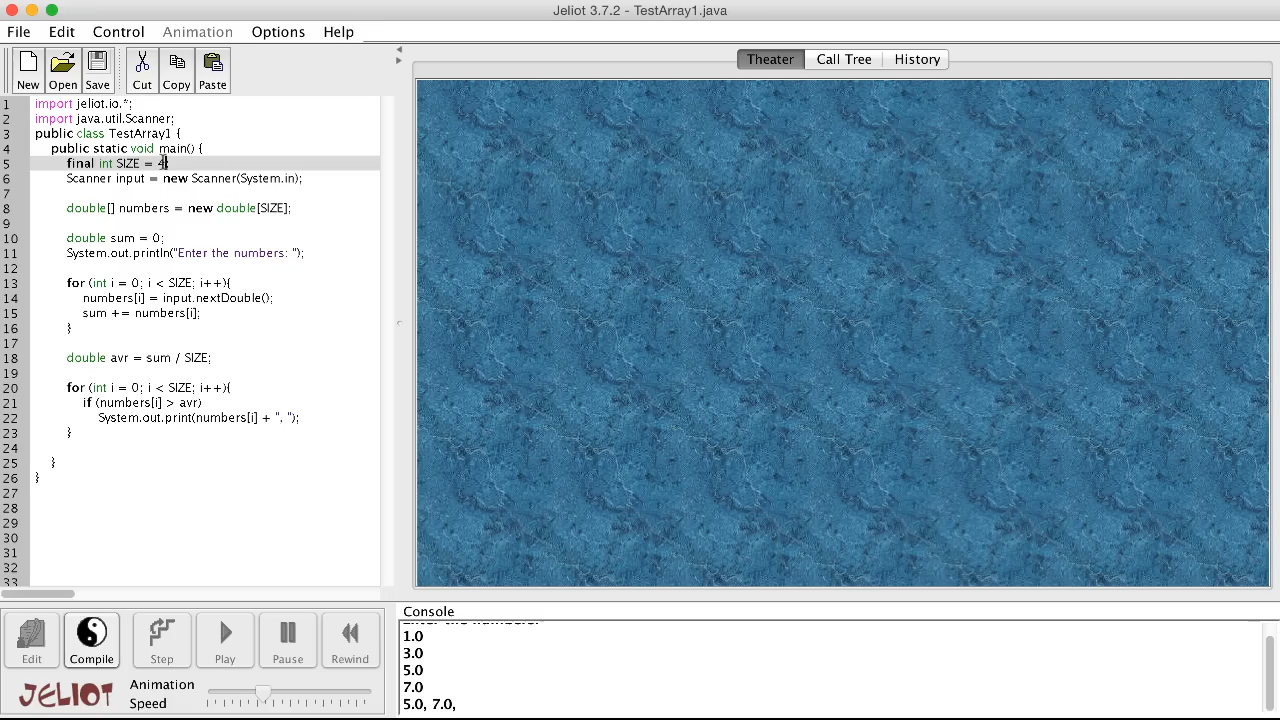 Jeliot 3.7.2 - TestArray1.java
File Edit Control Animation Options Help
New Open Save Cut Copy Paste
Theater Call Tree History
1 import jeliot.io.*;
2 import java.util.Scanner;
3 public class TestArray1 {
4 public static void main() {
5 final int SIZE = 4;
6 Scanner input = new Scanner(System.in);
7
8 double[] numbers = new double[SIZE];
9
10 double sum = 0;
11 System.out.println("Enter the numbers: ");
12
13 for (int i = 0; i < SIZE; i++){
14 numbers[i] = input.nextDouble();
15 sum += numbers[i];
16 }
17
18 double avr = sum / SIZE;
19
20 for (int i = 0; i < SIZE; i++){
21 if (numbers[i] > avr)
22 System.out.print(numbers[i] + ", ");
23 }
24
25 }
26 }
27
28
29
30
31
32
33
Edit Compile Step Play Pause Rewind
JELIOT
Animation
Speed
Console
Enter the numbers:
1.0
3.0
5.0
7.0
5.0, 7.0,